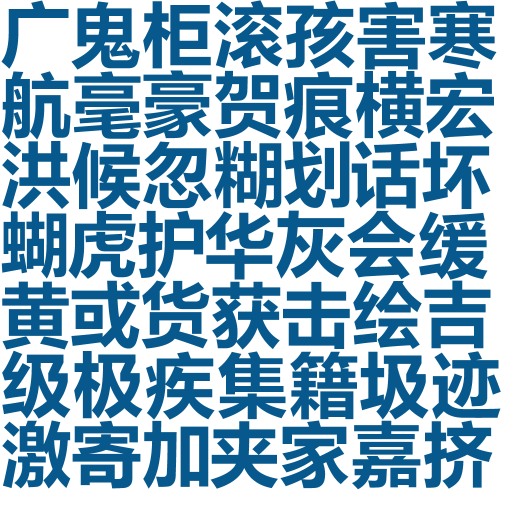 广鬼柜滚孩害寒
航毫豪贺痕横宏
洪候忽糊划话坏
蝴虎护华灰会缓
黄或货获击绘吉
级极疾集籍圾迹
激寄加夹家嘉挤